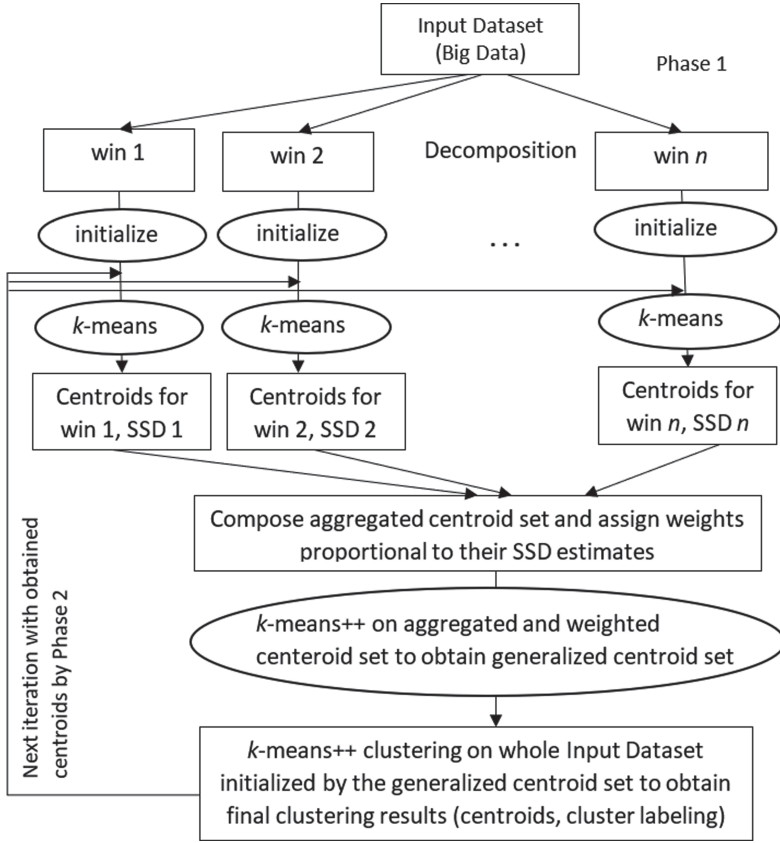 Input Dataset
(Big Data)
Phase 1
win 1
win 2
Decomposition
win n
initialize
initialize
...
initialize
k-means
k-means
k-means
Centroids for
win 1, SSD 1
Centroids for
win 2, SSD 2
Centroids for
win n, SSD n
Compose aggregated centroid set and assign weights
proportional to their SSD estimates
k-means++ on aggregated and weighted
centeroid set to obtain generalized centroid set
k-means++ clustering on whole Input Dataset
initialized by the generalized centroid set to obtain
final clustering results (centroids, cluster labeling)
Next iteration with obtained
centroids by Phase 2